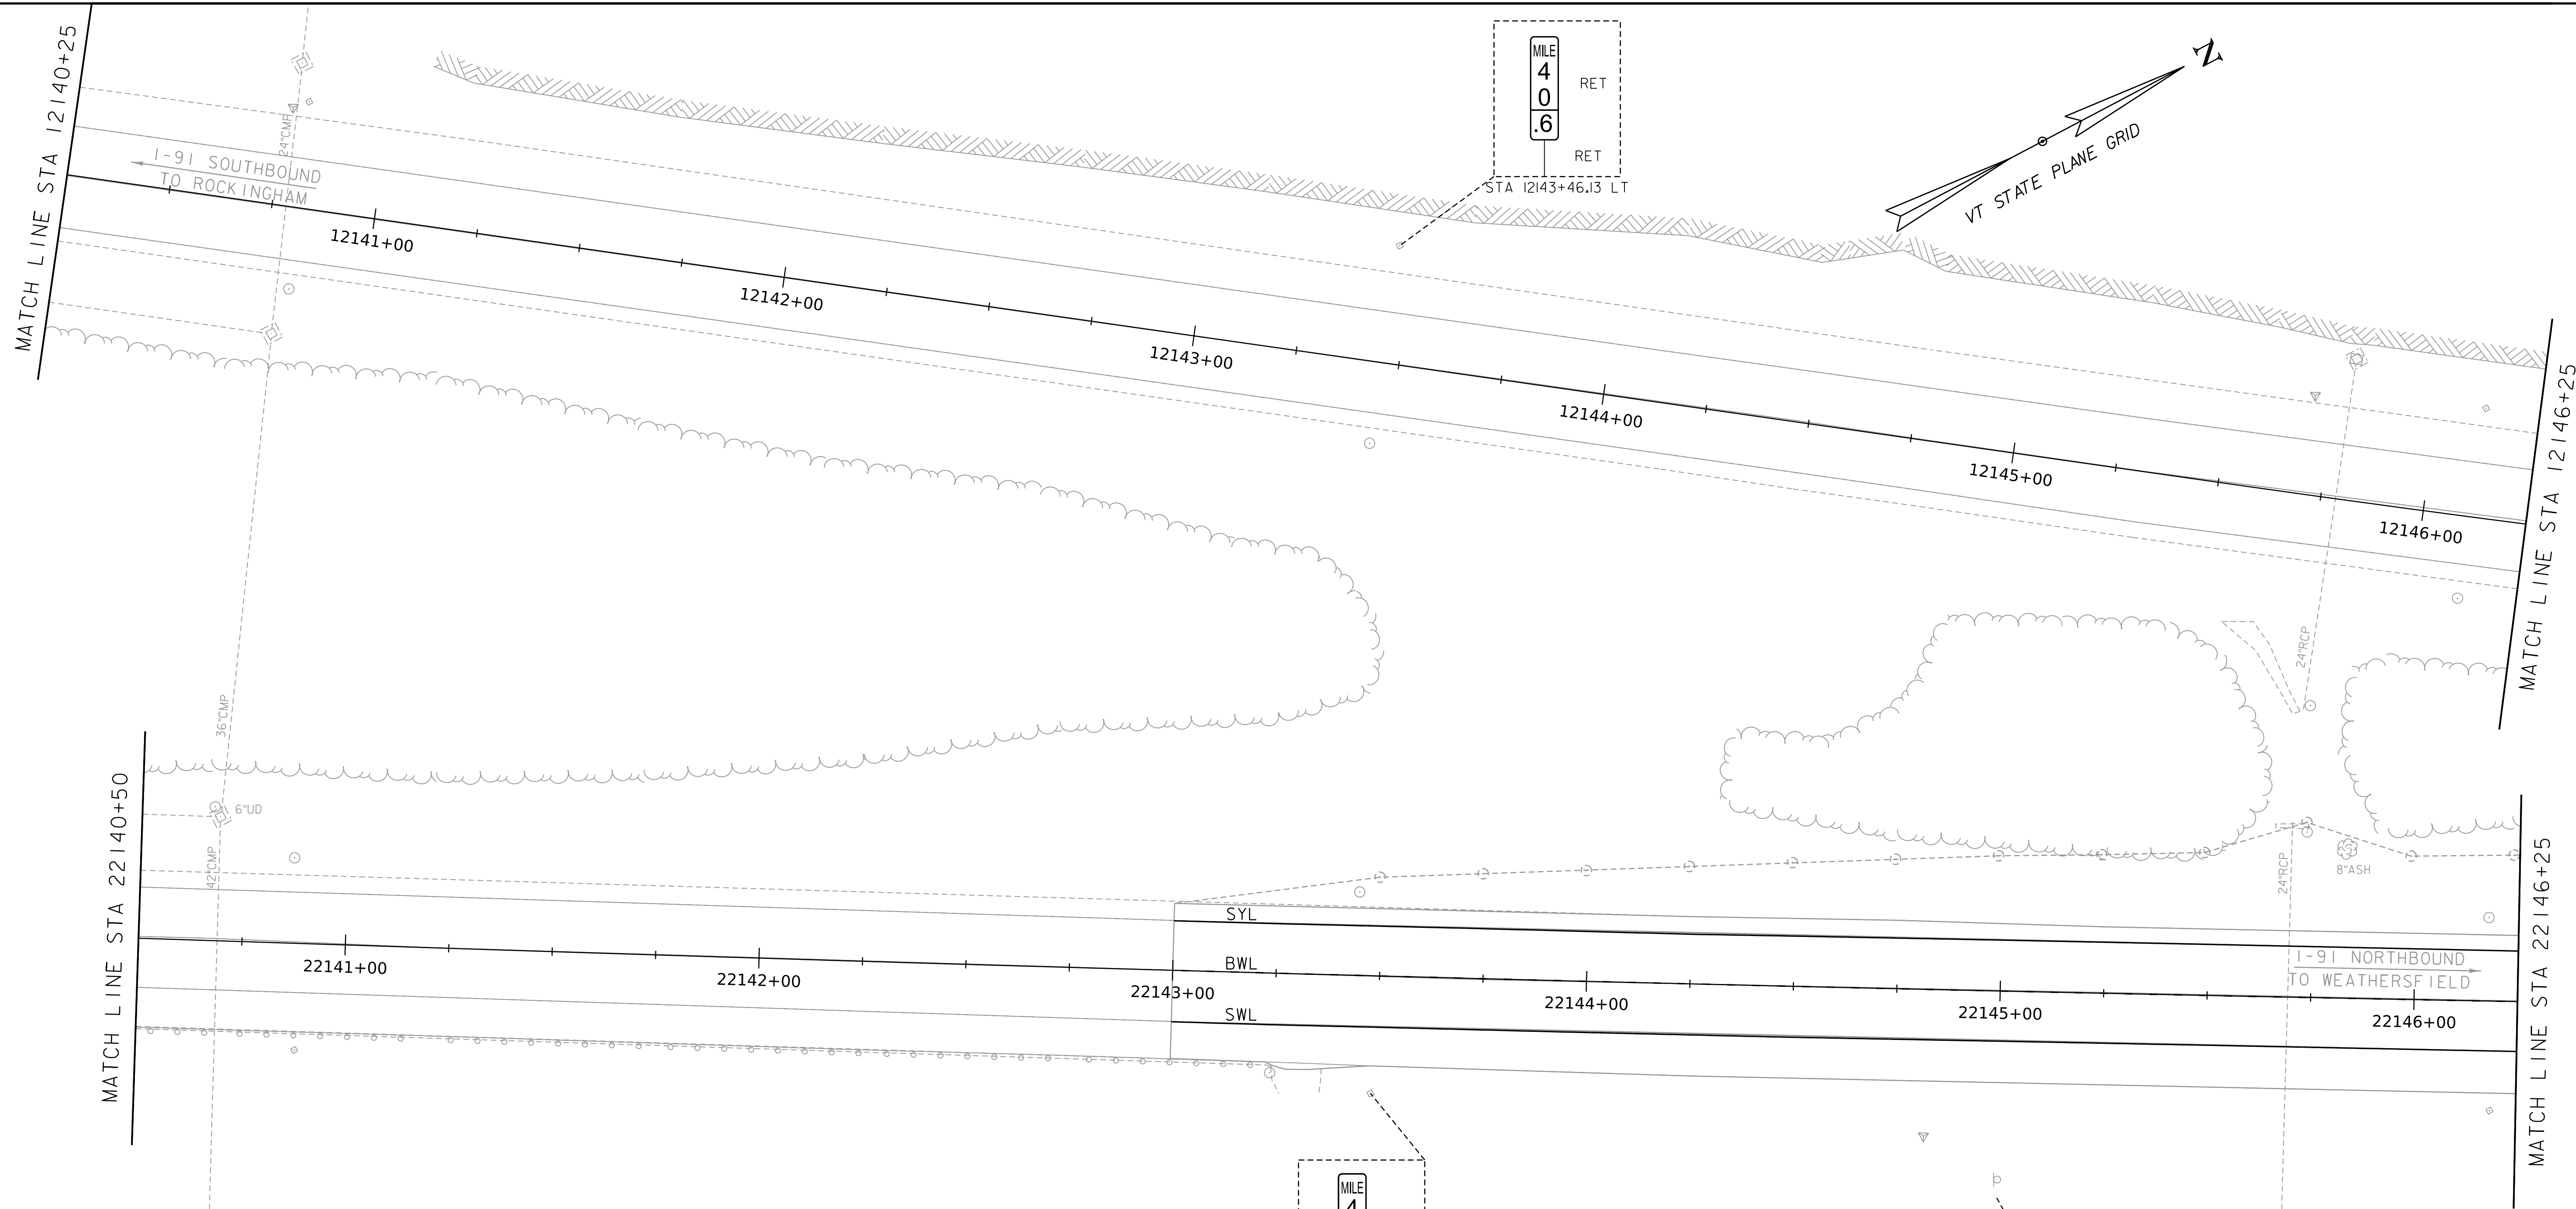 MATCH LINE STA 12140+25
24"CMP
I-91 SOUTHBOUND
TO ROCKINGHAM
MILE
4
0
.6
RET
RET
STA 12143+46.13 LT
N
VT STATE PLANE GRID
12141+00
12142+00
12143+00
12144+00
12145+00
12146+00
MATCH LINE STA 12146+25
24"RCP
36"CMP
MATCH LINE STA 22140+50
6"UD
42"CMP
SYL
BWL
SWL
22141+00
22142+00
22143+00
22144+00
22145+00
22146+00
24"RCP
8"ASH
I-91 NORTHBOUND
TO WEATHERSFIELD
MATCH LINE STA 22146+25
MILE
4